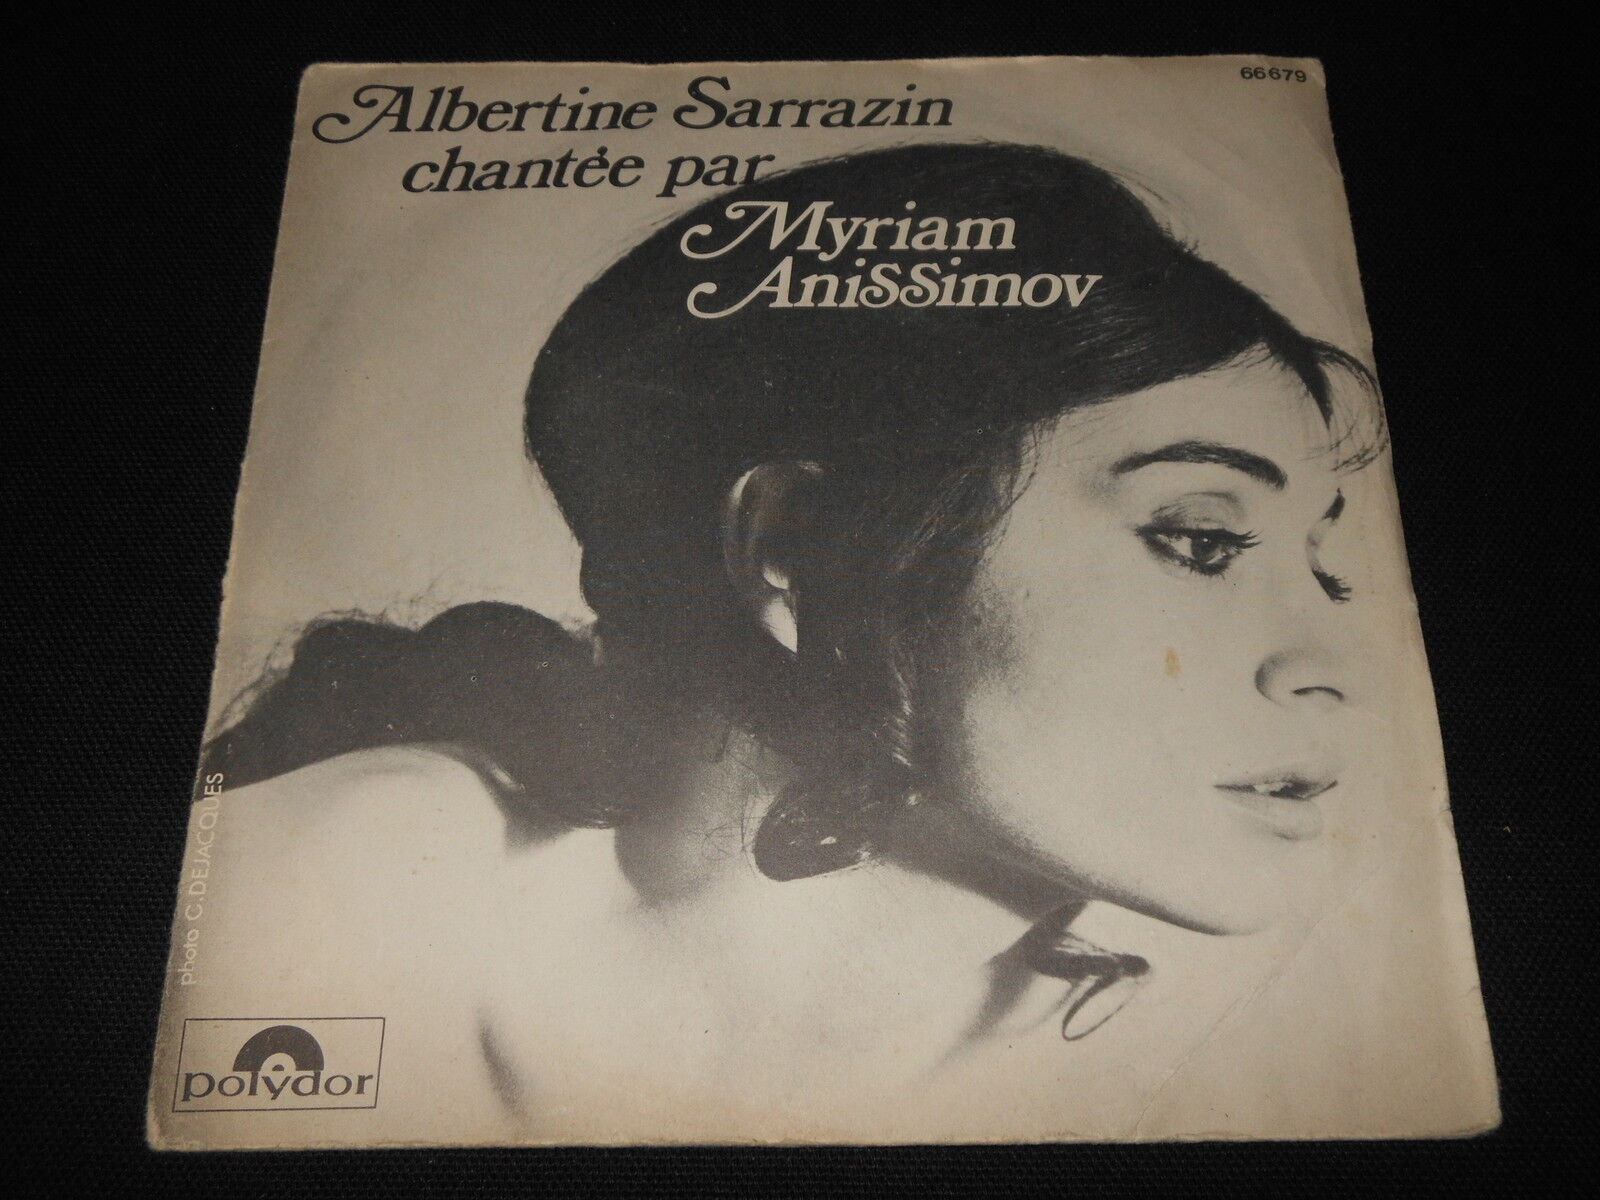 66679
Albertine Sarrazin
chantée par
Myriam
Anissimov
photo C.DEJACQUES
polydor